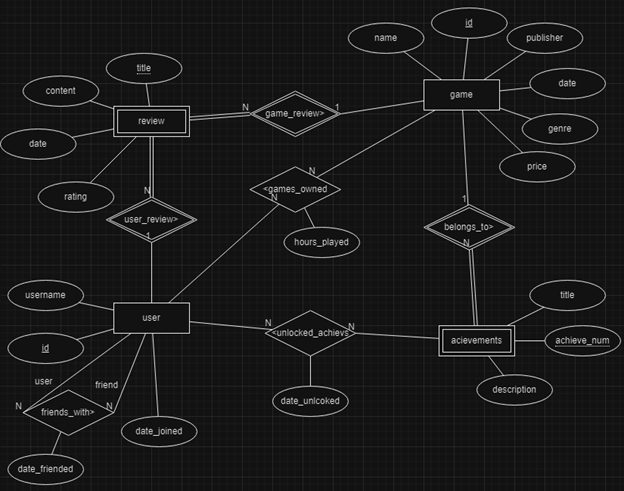 id
name
publisher
title
content
date
game
N
game_review>
1
review
genre
date
price
N
<games_owned
rating
N
N
1
user_review>
belongs_to>
1
N
hours_played
username
title
user
N
<unlocked_achievs
N
acievements
achieve_num
id
user
friend
description
N
friends_with>
N
date_unlcoked
date_joined
date_friended